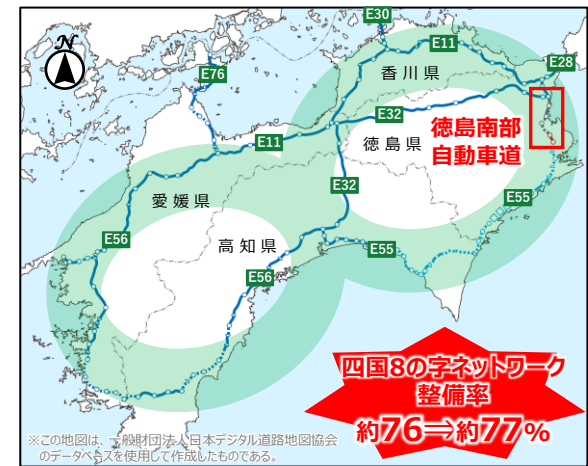 N
E30
E11
E28
香川県
E76
E32
徳島南部
自動車道
徳島県
E11
E32
E55
愛媛県
E56
高知県
E55
E56
四国8の字ネットワーク
整備率
約76⇒約77%
※この地図は、一般財団法人日本デジタル道路地図協会
のデータベースを使用して作成したものである。